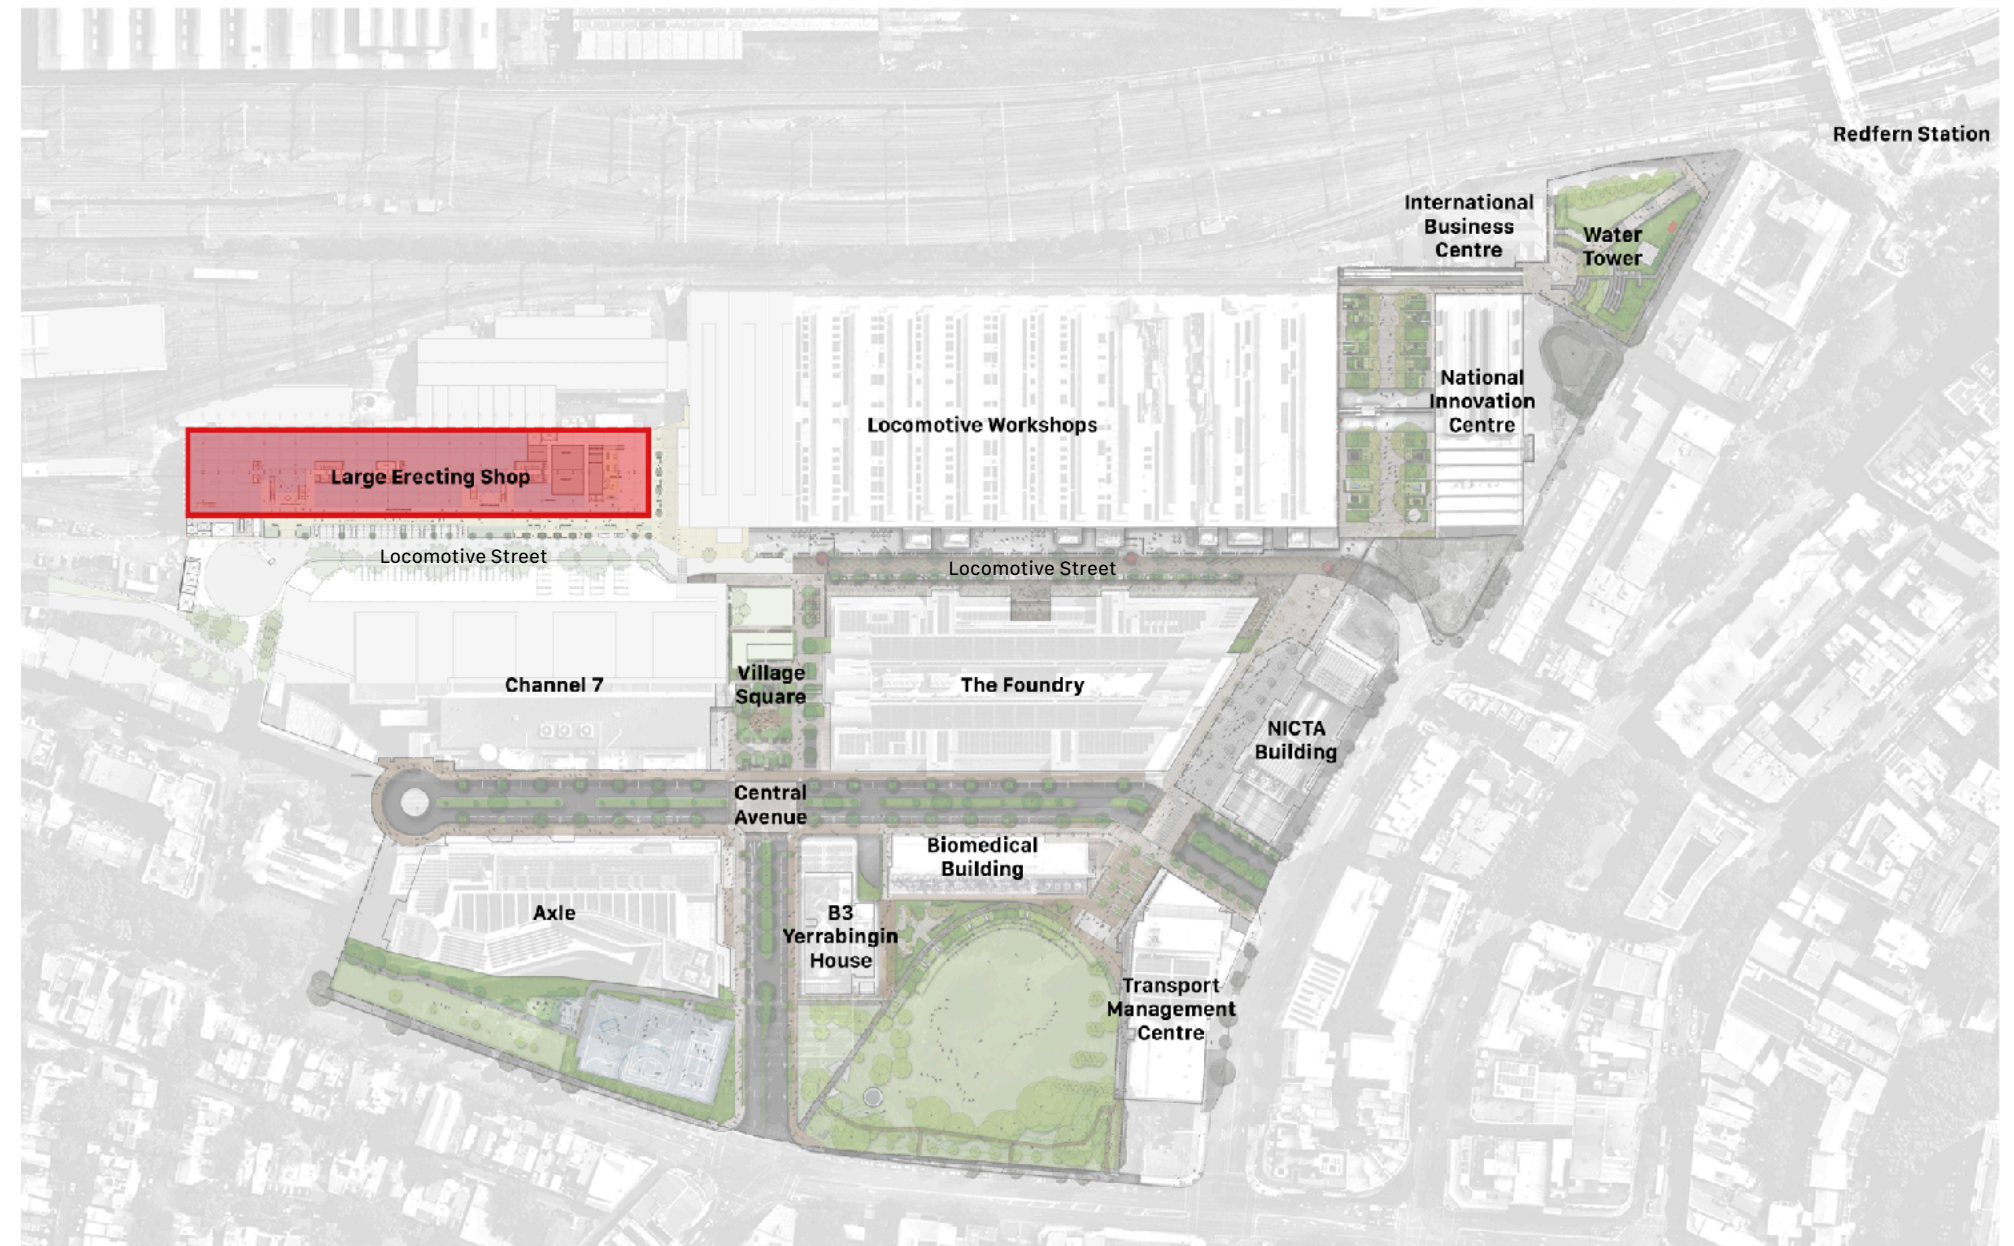 Redfern Station
International
Business
Centre
Water
Tower
National
Innovation
Centre
Locomotive Workshops
Large Erecting Shop
Locomotive Street
Locomotive Street
Channel 7
Village
Square
The Foundry
NICTA
Building
Central
Avenue
Biomedical
Building
Axle
B3
Yerrabingin
House
Transport
Management
Centre